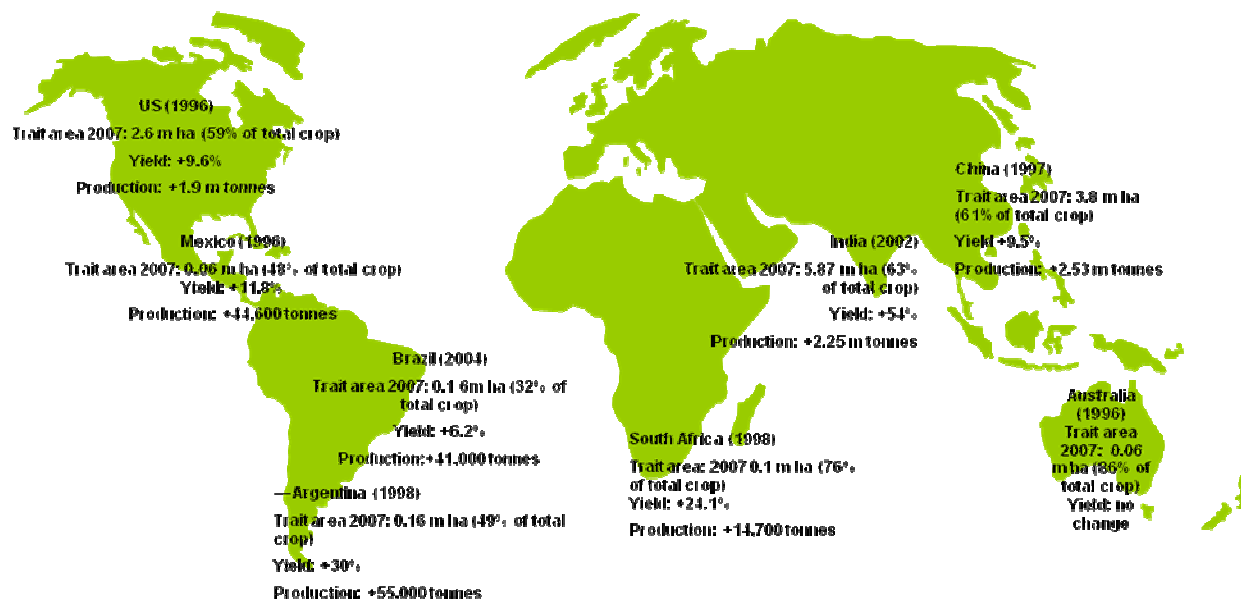 US (1996)
Trait area 2007: 2.6 m ha (59% of total crop)
Yield: +9.6%
Production: +1.9 m tonnes
Mexico (1996)
Trait area 2007: 0.06 m ha (48% of total crop)
Yield: +11.8%
Production: +44,600 tonnes
Brazil (2004)
Trait area 2007: 0.16m ha (32% of
total crop)
Yield: +6.2%
Production:+41,000 tonnes
—Argentina (1998)
Trait area 2007: 0.16 m ha (49% of total
crop)
Yield: +30%
Production: +55,000 tonnes
South Africa (1998)
Trait area: 2007 0.1 m ha (76%
of total crop)
Yield: +24.1%
Production: +14,700 tonnes
India (2002)
Trait area 2007: 5.87 m ha (63%
of total crop)
Yield: +54%
Production: +2.25 m tonnes
China (1997)
Trait area 2007: 3.8 m ha
(61% of total crop)
Yield +9.5%
Production: +2.53 m tonnes
Australia
(1996)
Trait area
2007: 0.06
m ha (86% of
total crop)
Yield: no
change